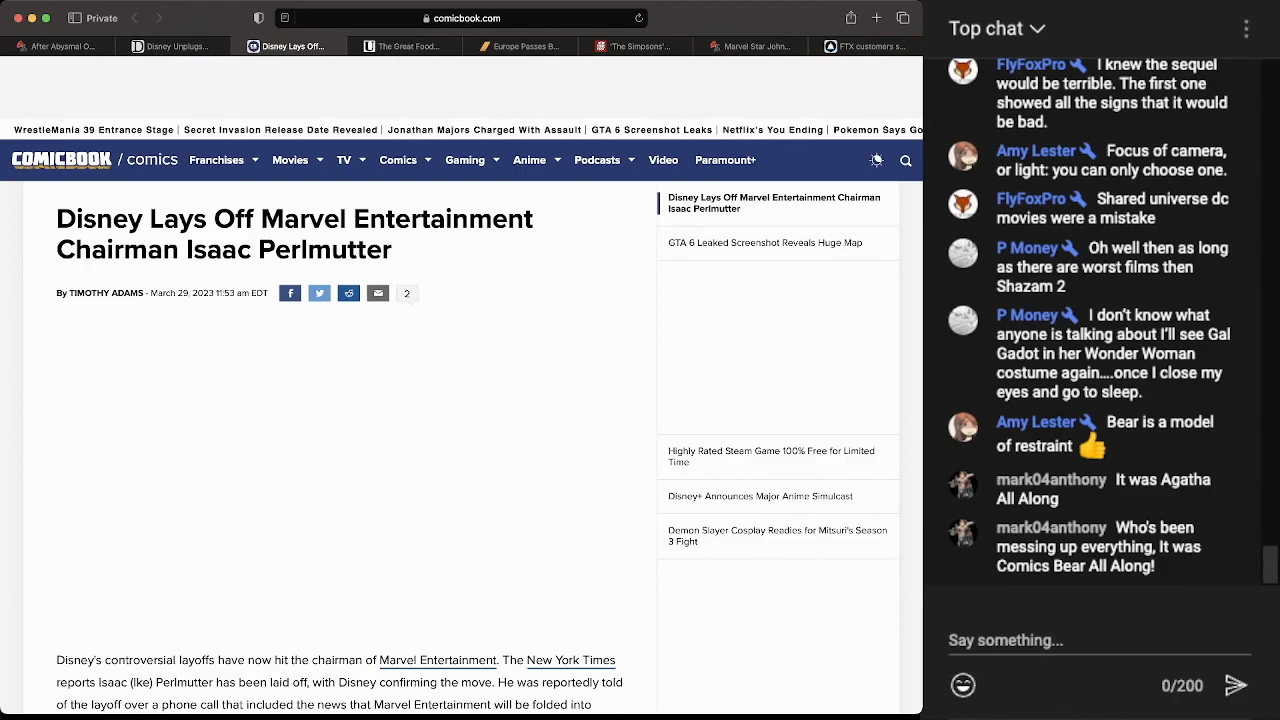 Private
comicbook.com
After Abysmal O...
Disney Unplugs...
Disney Lays Off...
The Great Food...
Europe Passes B...
"The Simpsons'...
Marvel Star John...
FTX customers s...
WrestleMania 39 Entrance Stage | Secret Invasion Release Date Revealed | Jonathan Majors Charged With Assault | GTA 6 Screenshot Leaks | Netflix's You Ending | Pokemon Says Go
COMICBOOK / comics Franchises Movies TV Comics Gaming Anime Podcasts Video Paramount+
Disney Lays Off Marvel Entertainment
Chairman Isaac Perlmutter
By TIMOTHY ADAMS - March 29, 2023 11:53 am EDT
2
Disney's controversial layoffs have now hit the chairman of Marvel Entertainment. The New York Times
reports Isaac (Ike) Perlmutter has been laid off, with Disney confirming the move. He was reportedly told
of the layoff over a phone call that included the news that Marvel Entertainment will be folded into
Disney Lays Off Marvel Entertainment Chairman
Isaac Perlmutter
GTA 6 Leaked Screenshot Reveals Huge Map
Highly Rated Steam Game 100% Free for Limited
Time
Disney+ Announces Major Anime Simulcast
Demon Slayer Cosplay Readies for Mitsuri's Season
3 Fight
Top chat
FlyFoxPro I knew the sequel
would be terrible. The first one
showed all the signs that it would
be bad.
Amy Lester Focus of camera,
or light: you can only choose one.
FlyFoxPro Shared universe dc
movies were a mistake
P Money Oh well then as long
as there are worst films then
Shazam 2
P Money I don't know what
anyone is talking about I'll see Gal
Gadot in her Wonder Woman
costume again....once I close my
eyes and go to sleep.
Amy Lester Bear is a model
of restraint
mark04anthony It was Agatha
All Along
mark04anthony Who's been
messing up everything, It was
Comics Bear All Along!
Say something...
0/200